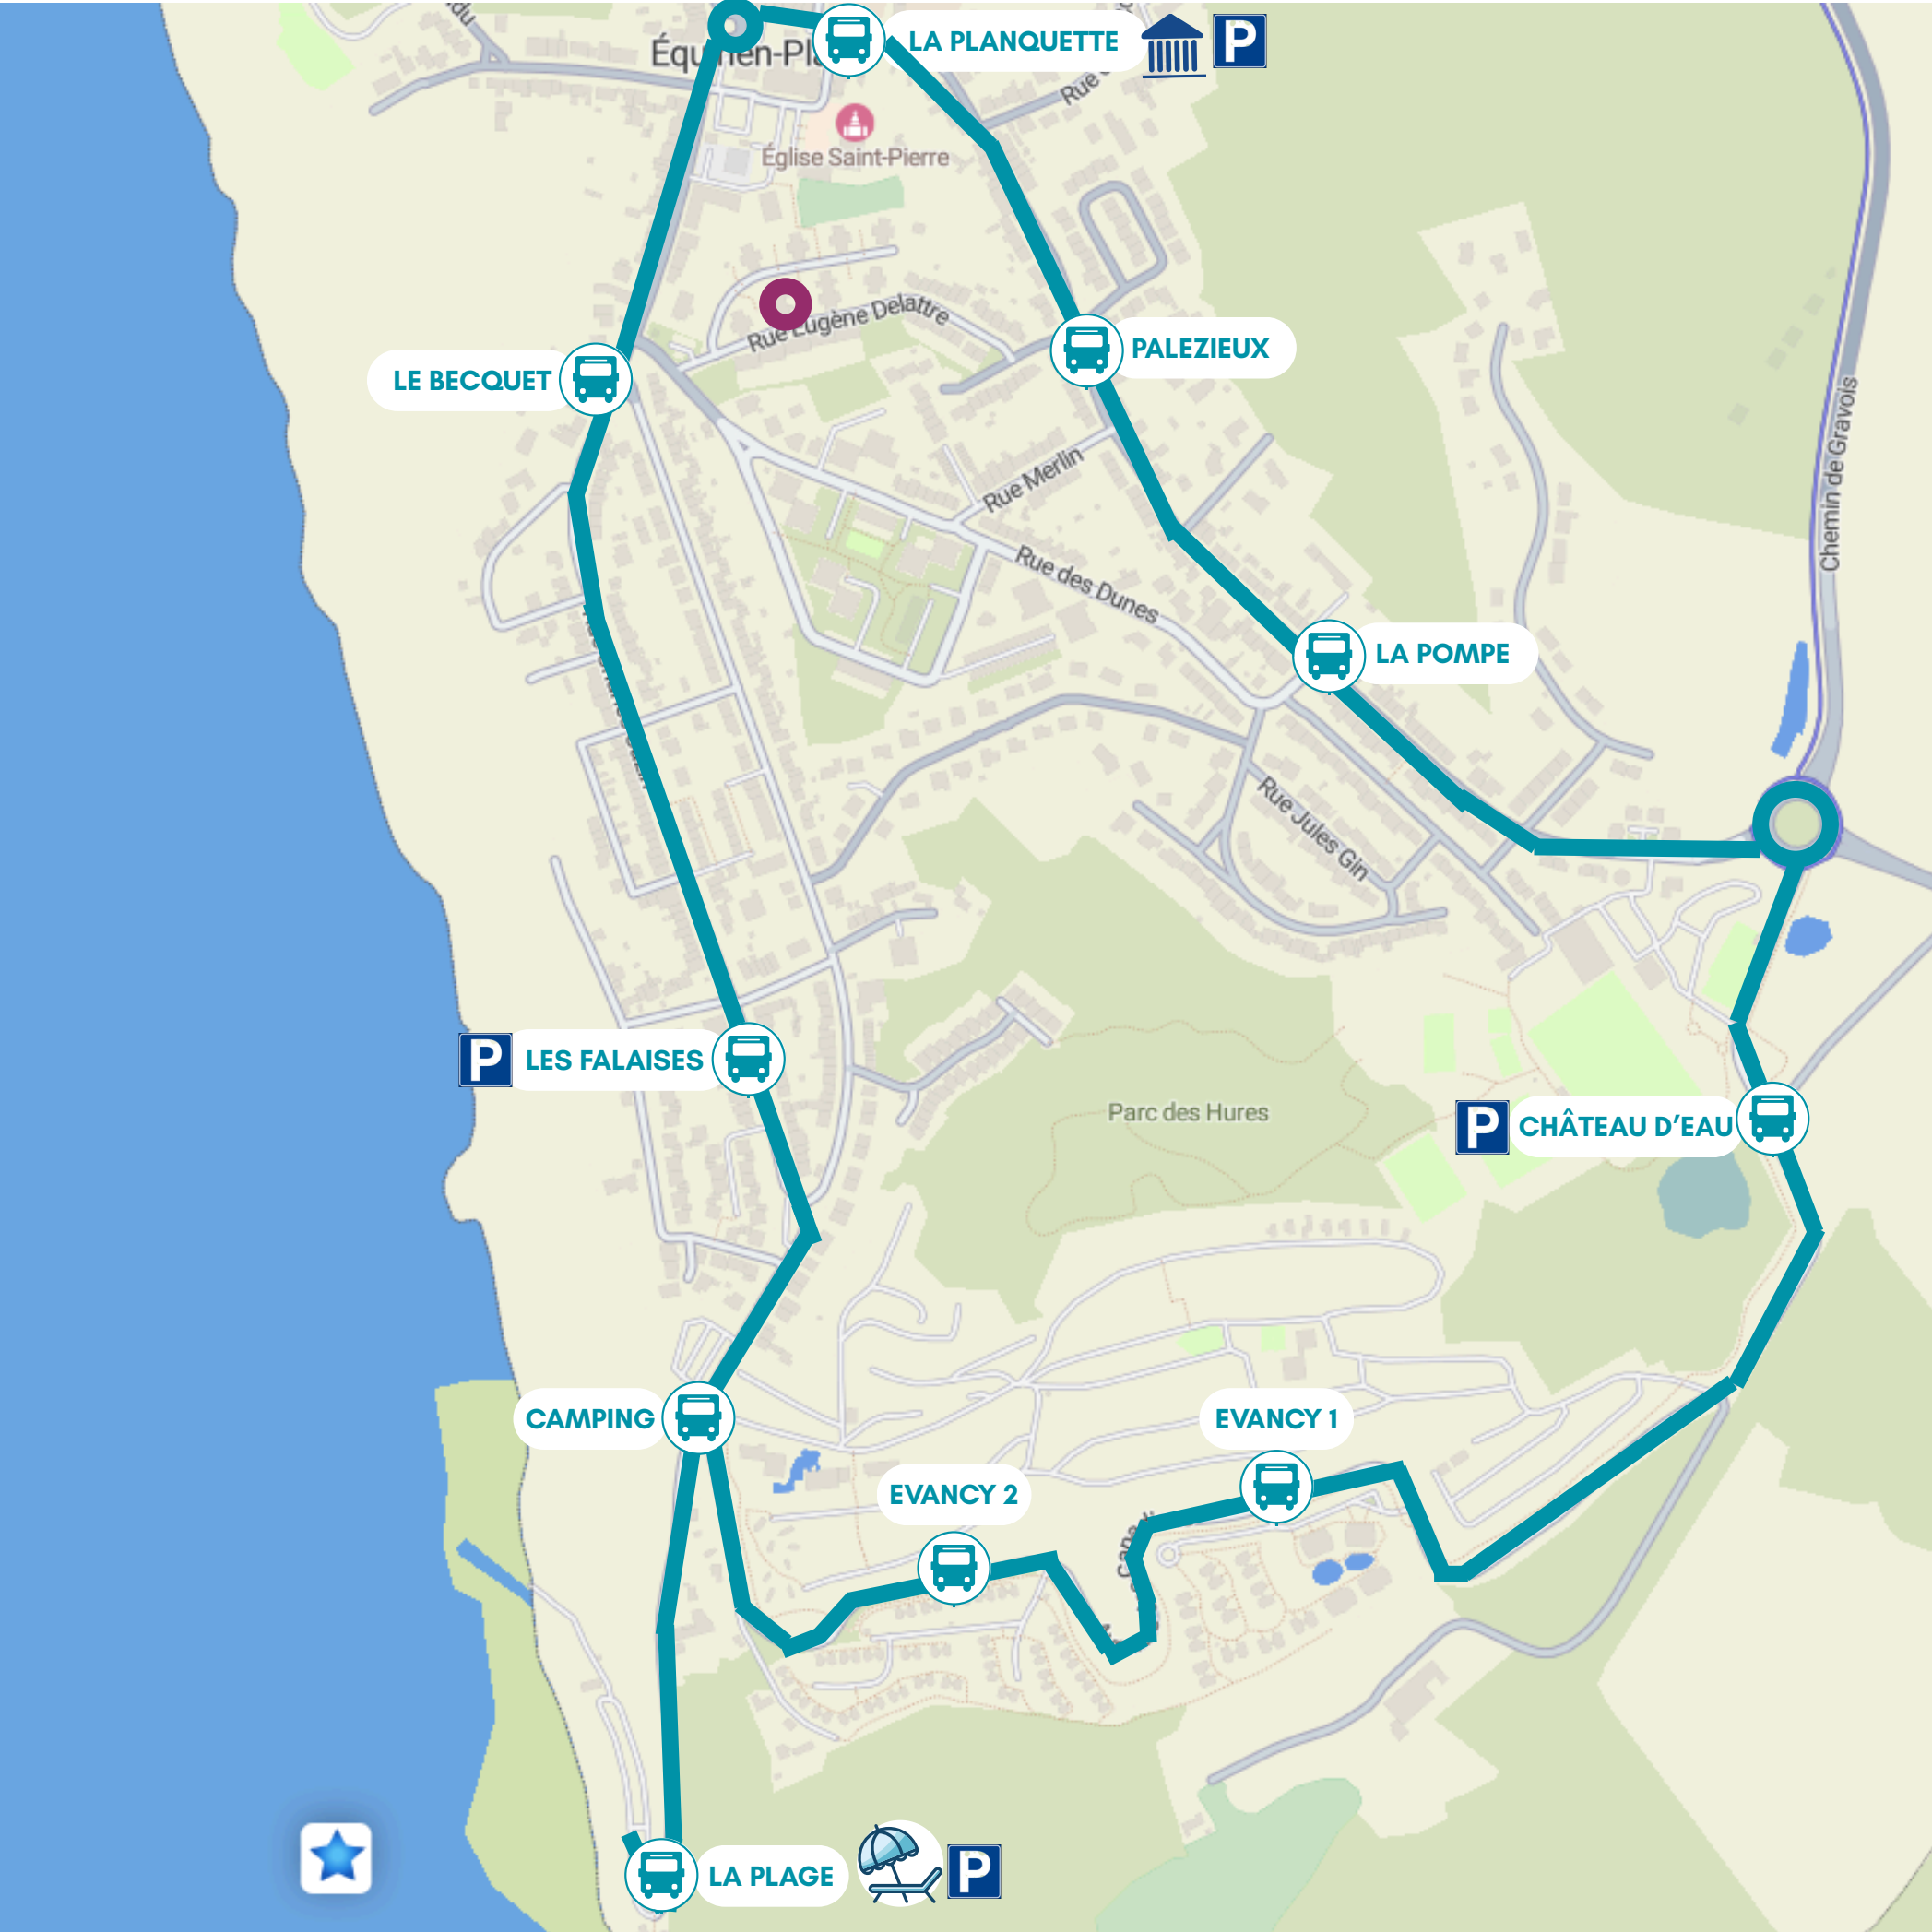 LA PLANQUETTE
P
Église Saint-Pierre
Rue Eugène Delattre
PALEZIEUX
LE BECQUET
Chemin de Gravois
Rue Merlin
Rue des Dunes
LA POMPE
Rue Jules Gin
P
LES FALAISES
Parc des Hures
P
CHÂTEAU D'EAU
CAMPING
EVANCY 1
EVANCY 2
LA PLAGE
P